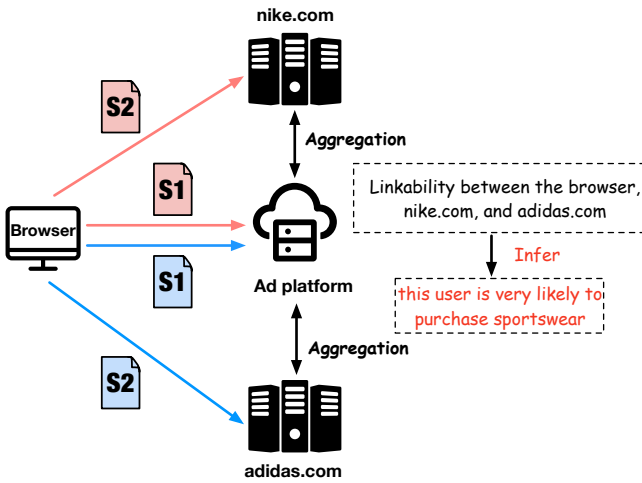 nike.com
S2
Aggregation
S1
Linkability between the browser,
nike.com, and adidas.com
Browser
Infer
S1
Ad platform
this user is very likely to
purchase sportswear
Aggregation
S2
adidas.com